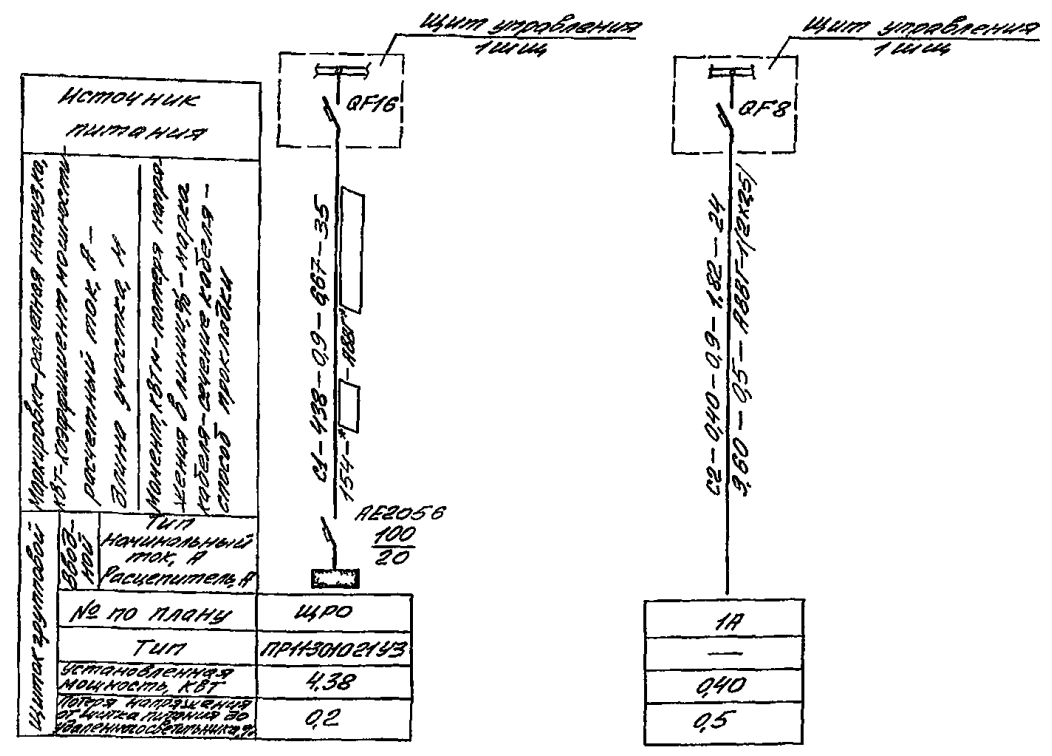 Щит управления
1ШЩ
QF16
Щит управления
1ШЩ
QF8
Источник
питания
Маркировка-расчетная нагрузка,
кВт-коэффициент мощности-
расчетный ток, А -
длина участка, м
Момент, кВт·м-потеря напря-
жения в линии, %-марка
кабеля-сечение кабеля-
способ прокладки
С1-4,38-0,9-6,67-35
154-*
-АВВГ*
С2-0,40-0,9-1,82-24
9,60-0,5-АВВГ-1(2х2,5)
АЕ2056
100
20
Щиток групповой
Ввод-
ной
Тип
Номинальный
ток, А
Расцепитель, А
№ по плану
ЩРО
1А
Тип
—
Установленная
мощность, кВт
4,38
0,40
Потеря напряжения
от щитка питания до
удаленного светильника, %
0,2
0,5